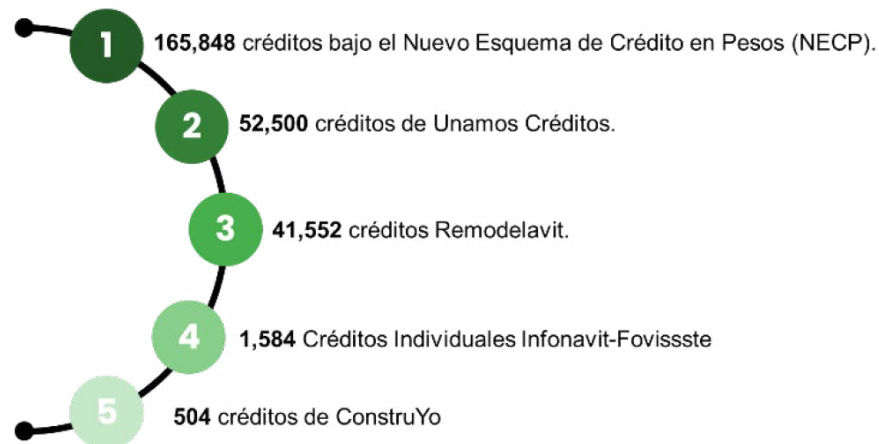 1 165,848 créditos bajo el Nuevo Esquema de Crédito en Pesos (NECP).
2 52,500 créditos de Unamos Créditos.
3 41,552 créditos Remodelavit.
4 1,584 Créditos Individuales Infonavit-Fovissste
5 504 créditos de ConstruYo